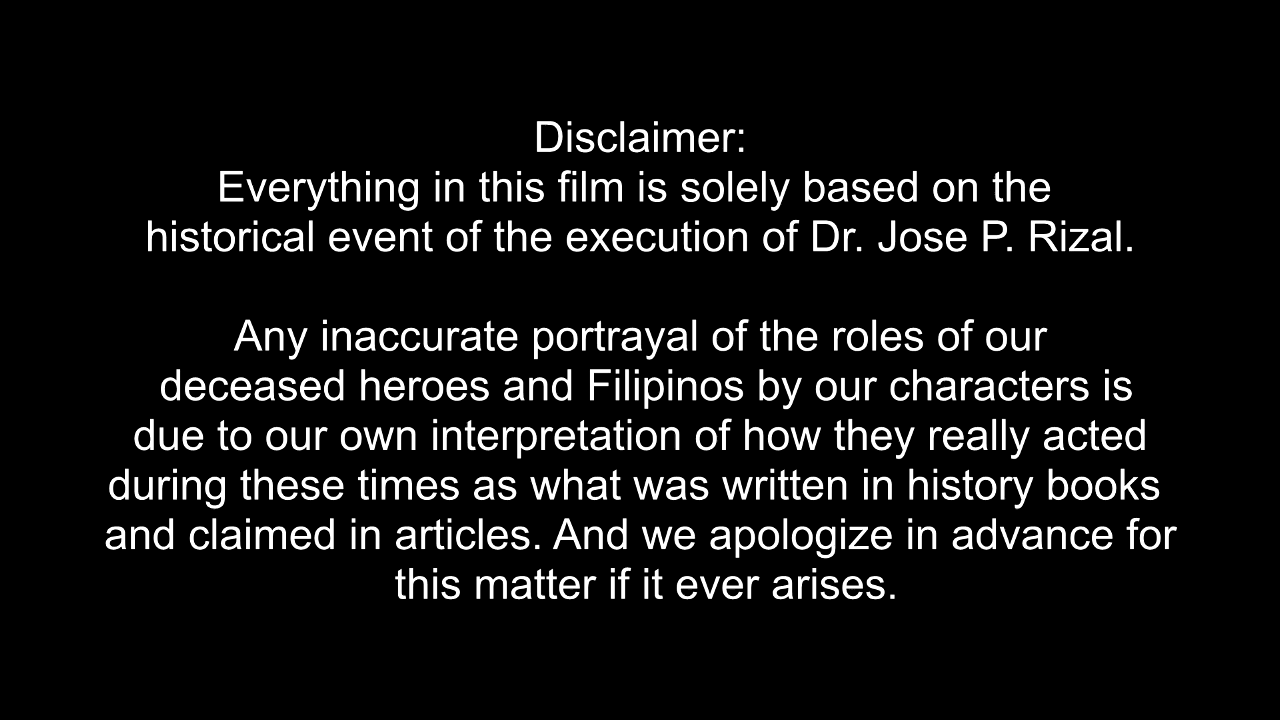 Disclaimer:
Everything in this film is solely based on the
historical event of the execution of Dr. Jose P. Rizal.
Any inaccurate portrayal of the roles of our
deceased heroes and Filipinos by our characters is
due to our own interpretation of how they really acted
during these times as what was written in history books
and claimed in articles. And we apologize in advance for
this matter if it ever arises.